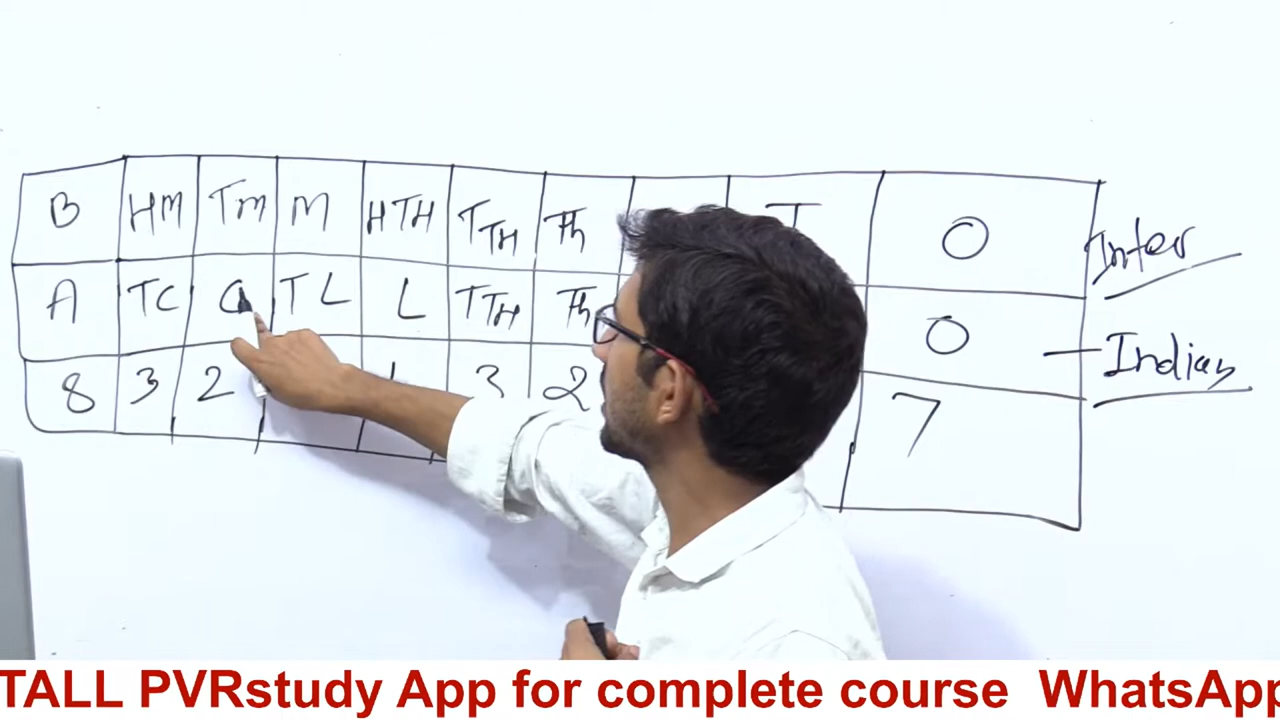 B HM TM M HTH TTH Th T O Inter
A TC C TL L TTH Th O — Indian
8 3 2 3 2 7
TALL PVRstudy App for complete course WhatsApp